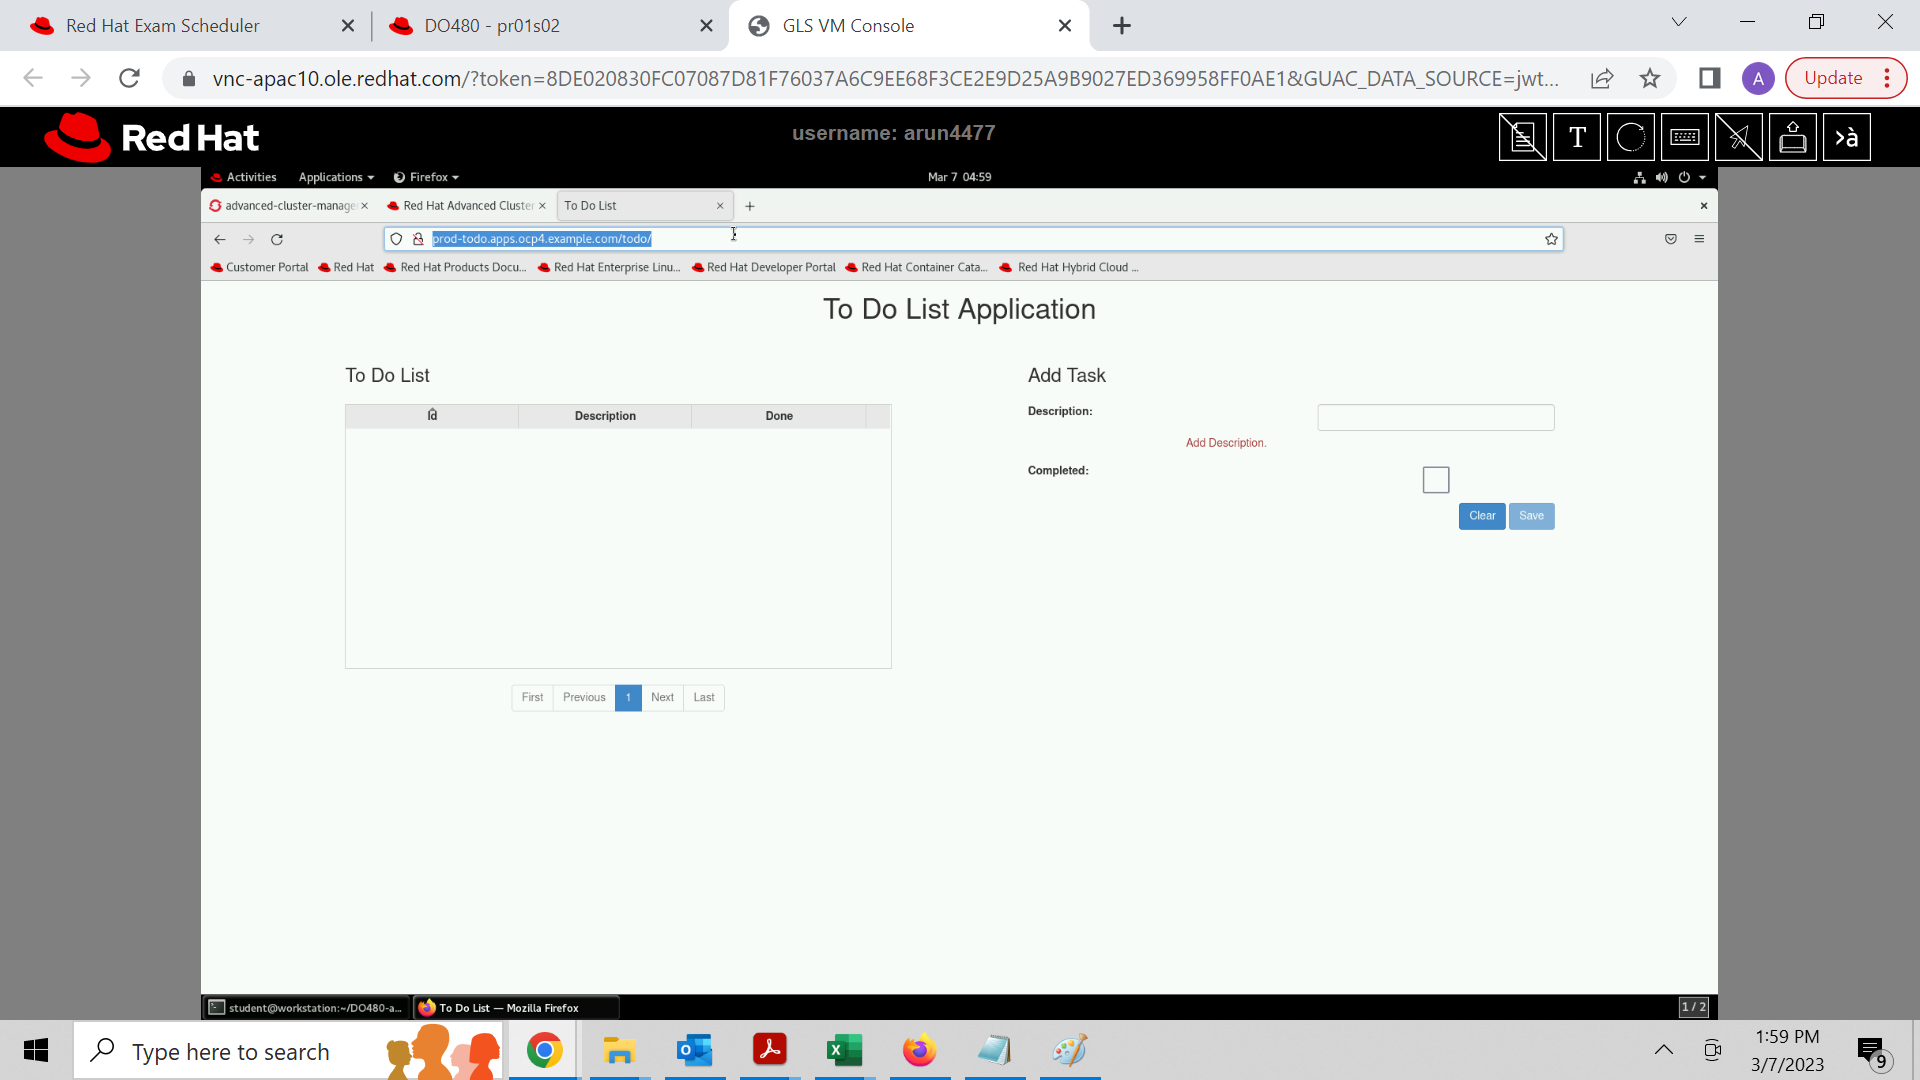 Red Hat Exam Scheduler
DO480 - pr01s02
GLS VM Console
vnc-apac10.ole.redhat.com/?token=8DE020830FC07087D81F76037A6C9EE68F3CE2E9D25A9B9027ED369958FF0AE1&GUAC_DATA_SOURCE=jwt...
A
Update
Red Hat
username: arun4477
T
>à
Activities
Applications
Firefox
Mar 7 04:59
advanced-cluster-manage
Red Hat Advanced Cluster
To Do List
prod-todo.apps.ocp4.example.com/todo/
Customer Portal
Red Hat
Red Hat Products Docu...
Red Hat Enterprise Linu...
Red Hat Developer Portal
Red Hat Container Cata...
Red Hat Hybrid Cloud ...
To Do List Application
To Do List
Add Task
Id
Description
Done
Description:
Add Description.
Completed:
Clear
Save
First
Previous
1
Next
Last
student@workstation:~/DO480-a...
To Do List — Mozilla Firefox
1 / 2
Type here to search
1:59 PM
3/7/2023
9